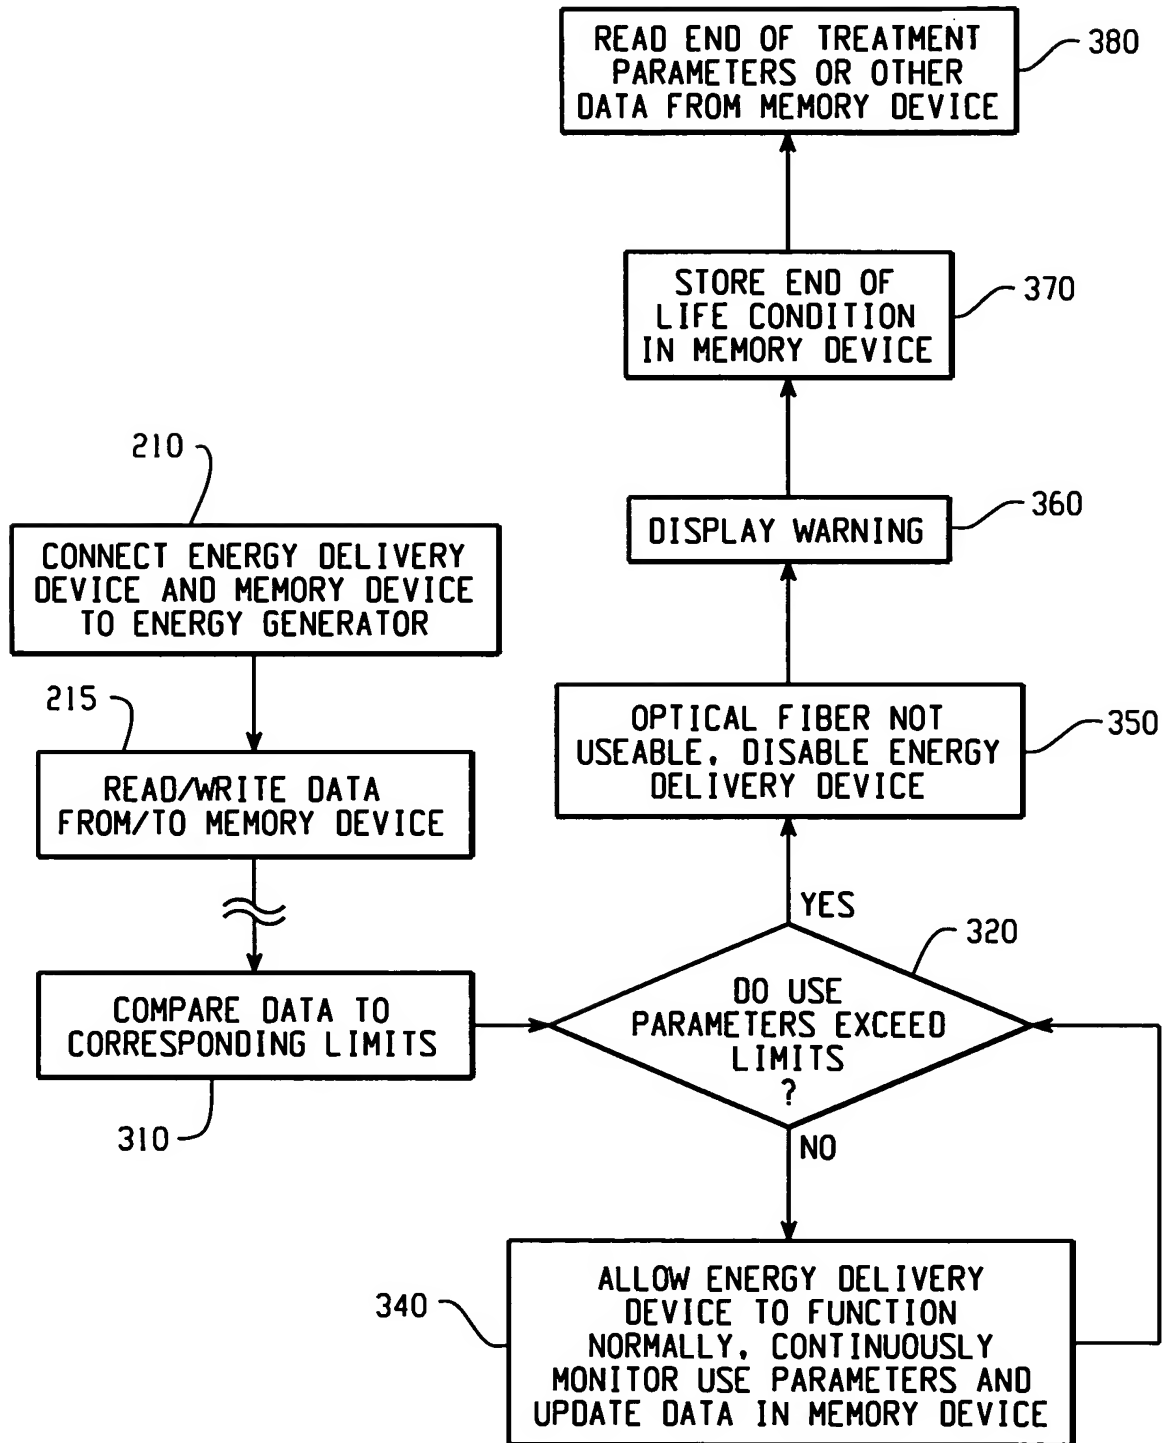 READ END OF TREATMENT
PARAMETERS OR OTHER
DATA FROM MEMORY DEVICE
380
STORE END OF
LIFE CONDITION
IN MEMORY DEVICE
370
210
CONNECT ENERGY DELIVERY
DEVICE AND MEMORY DEVICE
TO ENERGY GENERATOR
DISPLAY WARNING
360
215
READ/WRITE DATA
FROM/TO MEMORY DEVICE
OPTICAL FIBER NOT
USEABLE, DISABLE ENERGY
DELIVERY DEVICE
350
YES
320
COMPARE DATA TO
CORRESPONDING LIMITS
310
DO USE
PARAMETERS EXCEED
LIMITS
?
NO
340
ALLOW ENERGY DELIVERY
DEVICE TO FUNCTION
NORMALLY, CONTINUOUSLY
MONITOR USE PARAMETERS AND
UPDATE DATA IN MEMORY DEVICE